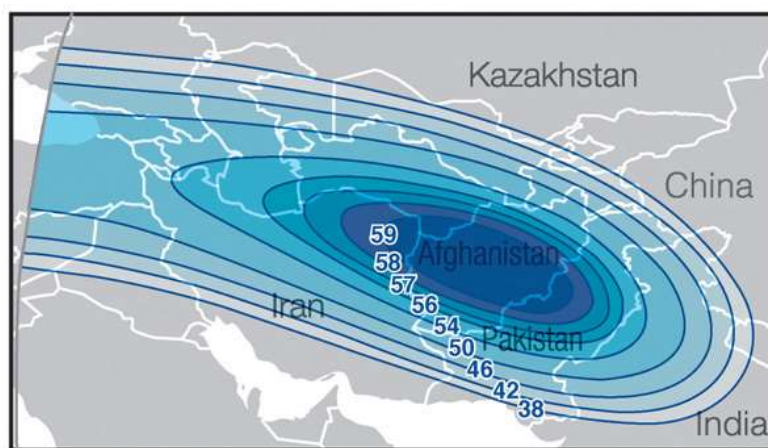 Kazakhstan
China
59
Afghanistan
58
57
Iran
56
54
Pakistan
50
46
42
38
India